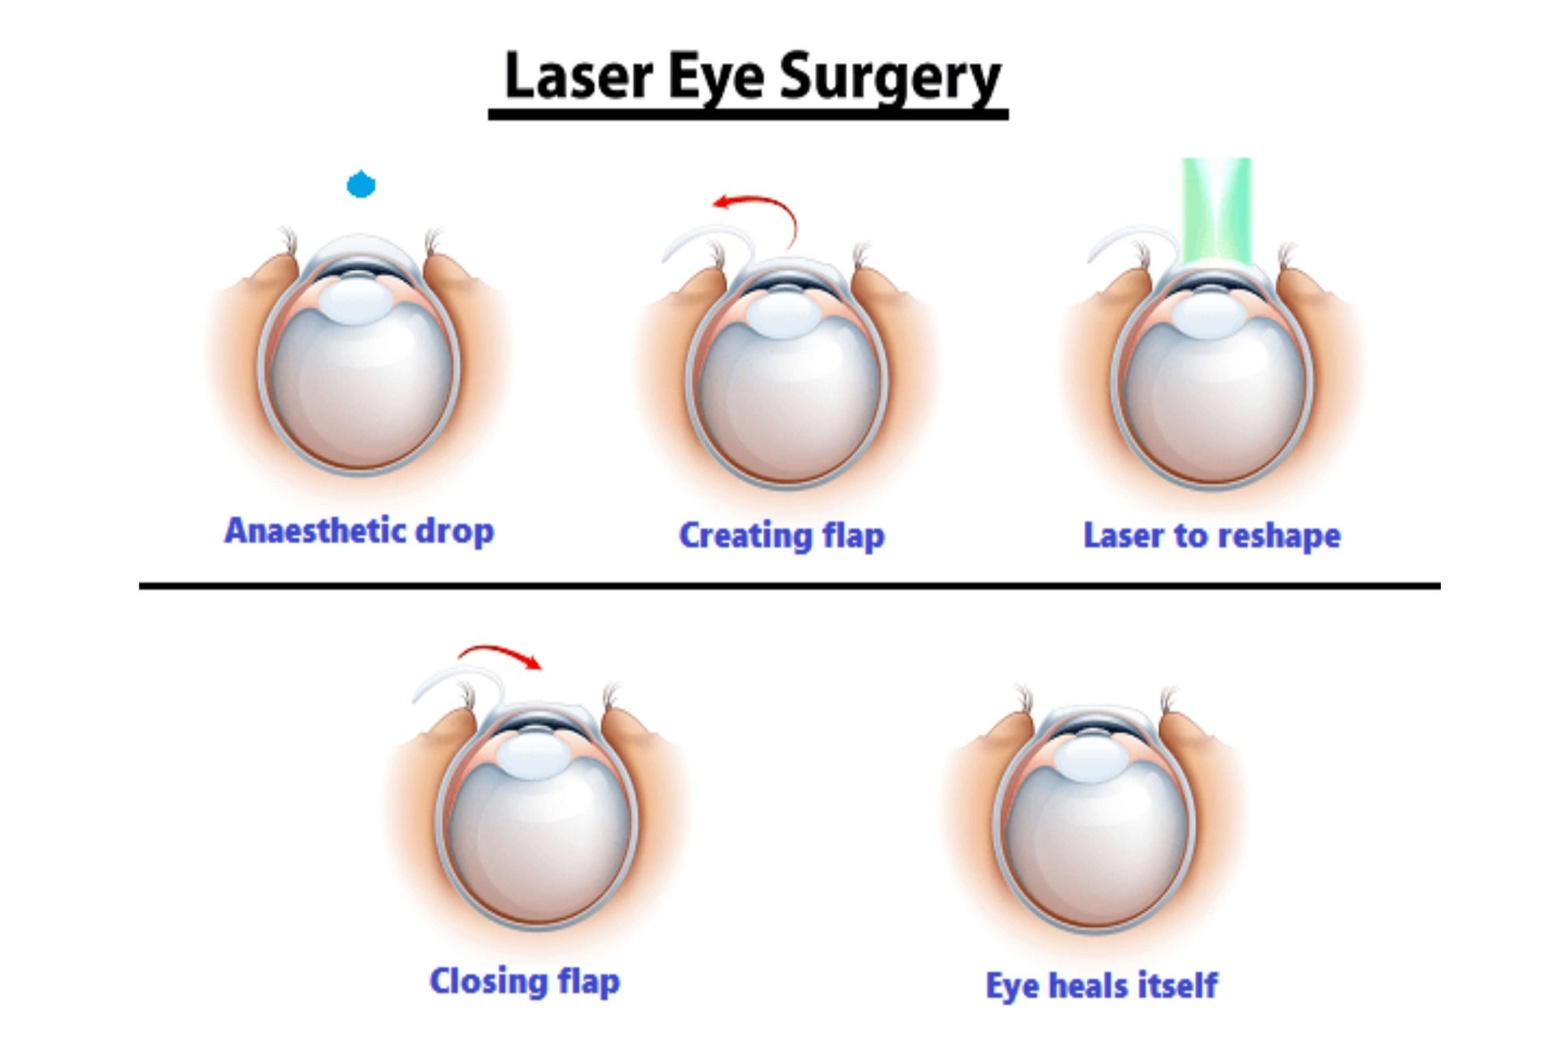 Laser Eye Surgery
Anaesthetic drop
Creating flap
Laser to reshape
Closing flap
Eye heals itself